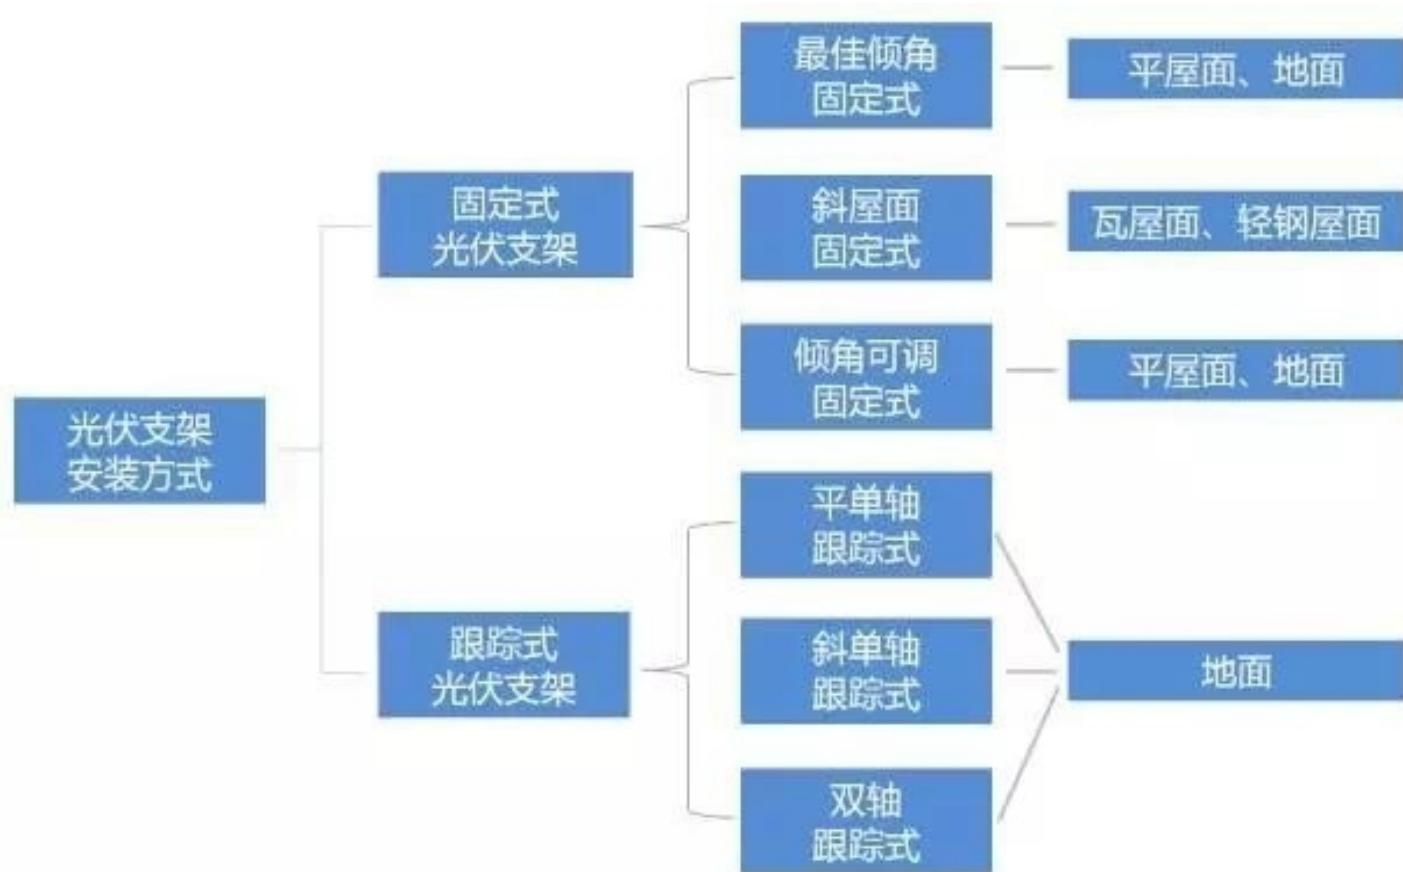 光伏支架
安装方式
固定式
光伏支架
最佳倾角
固定式
平屋面、地面
斜屋面
固定式
瓦屋面、轻钢屋面
倾角可调
固定式
平屋面、地面
跟踪式
光伏支架
平单轴
跟踪式
斜单轴
跟踪式
双轴
跟踪式
地面